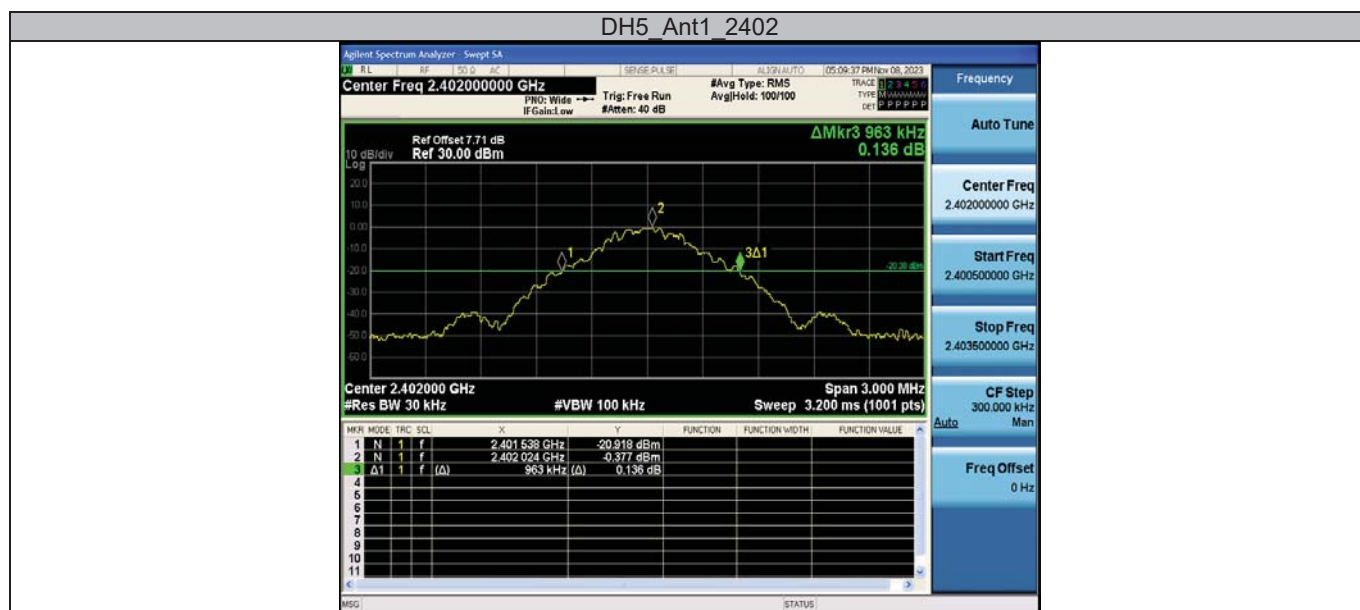 DH5_Ant1_2402
Agilent Spectrum Analyzer - Swept SA
RL RF 50 Ω AC SENSE:PULSE ALIGN AUTO 05:09:37 PM Nov 08, 2023
Center Freq 2.402000000 GHz
PNO: Wide
IFGain:Low
Trig: Free Run
#Atten: 40 dB
#Avg Type: RMS
Avg|Hold: 100/100
TRACE 1 2 3 4 5 6
TYPE MWWWWW
DET P P P P P P
ΔMkr3 963 kHz
0.136 dB
Ref Offset 7.71 dB
10 dB/div Ref 30.00 dBm
Log
20.0
10.0
0.00
-10.0
-20.0
-30.0
-40.0
-50.0
-60.0
1
2
3Δ1
Center 2.402000 GHz Span 3.000 MHz
#Res BW 30 kHz #VBW 100 kHz Sweep 3.200 ms (1001 pts)
MKR MODE TRC SCL X Y FUNCTION FUNCTION WIDTH FUNCTION VALUE
1 N 1 f 2.401 538 GHz -20.918 dBm
2 N 1 f 2.402 024 GHz -0.377 dBm
3 Δ1 1 f (Δ) 963 kHz (Δ) 0.136 dB
4
5
6
7
8
9
10
11
MSG STATUS
Frequency
Auto Tune
Center Freq
2.402000000 GHz
Start Freq
2.400500000 GHz
Stop Freq
2.403500000 GHz
CF Step
300.000 kHz
Auto Man
Freq Offset
0 Hz